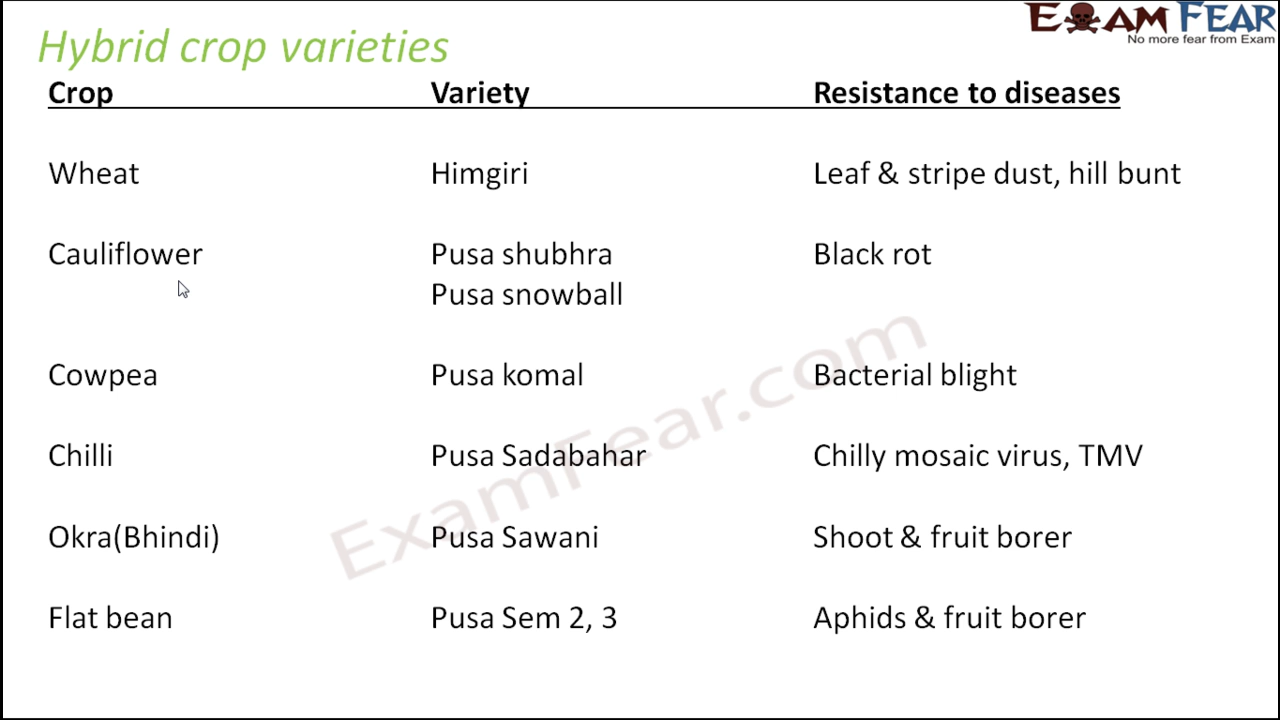 EXAM FEAR
No more fear from Exam
Hybrid crop varieties
Crop Variety Resistance to diseases
Wheat Himgiri Leaf & stripe dust, hill bunt
Cauliflower Pusa shubhra Black rot
Pusa snowball
Cowpea Pusa komal Bacterial blight
Chilli Pusa Sadabahar Chilly mosaic virus, TMV
Okra(Bhindi) Pusa Sawani Shoot & fruit borer
Flat bean Pusa Sem 2, 3 Aphids & fruit borer
ExamFear.com